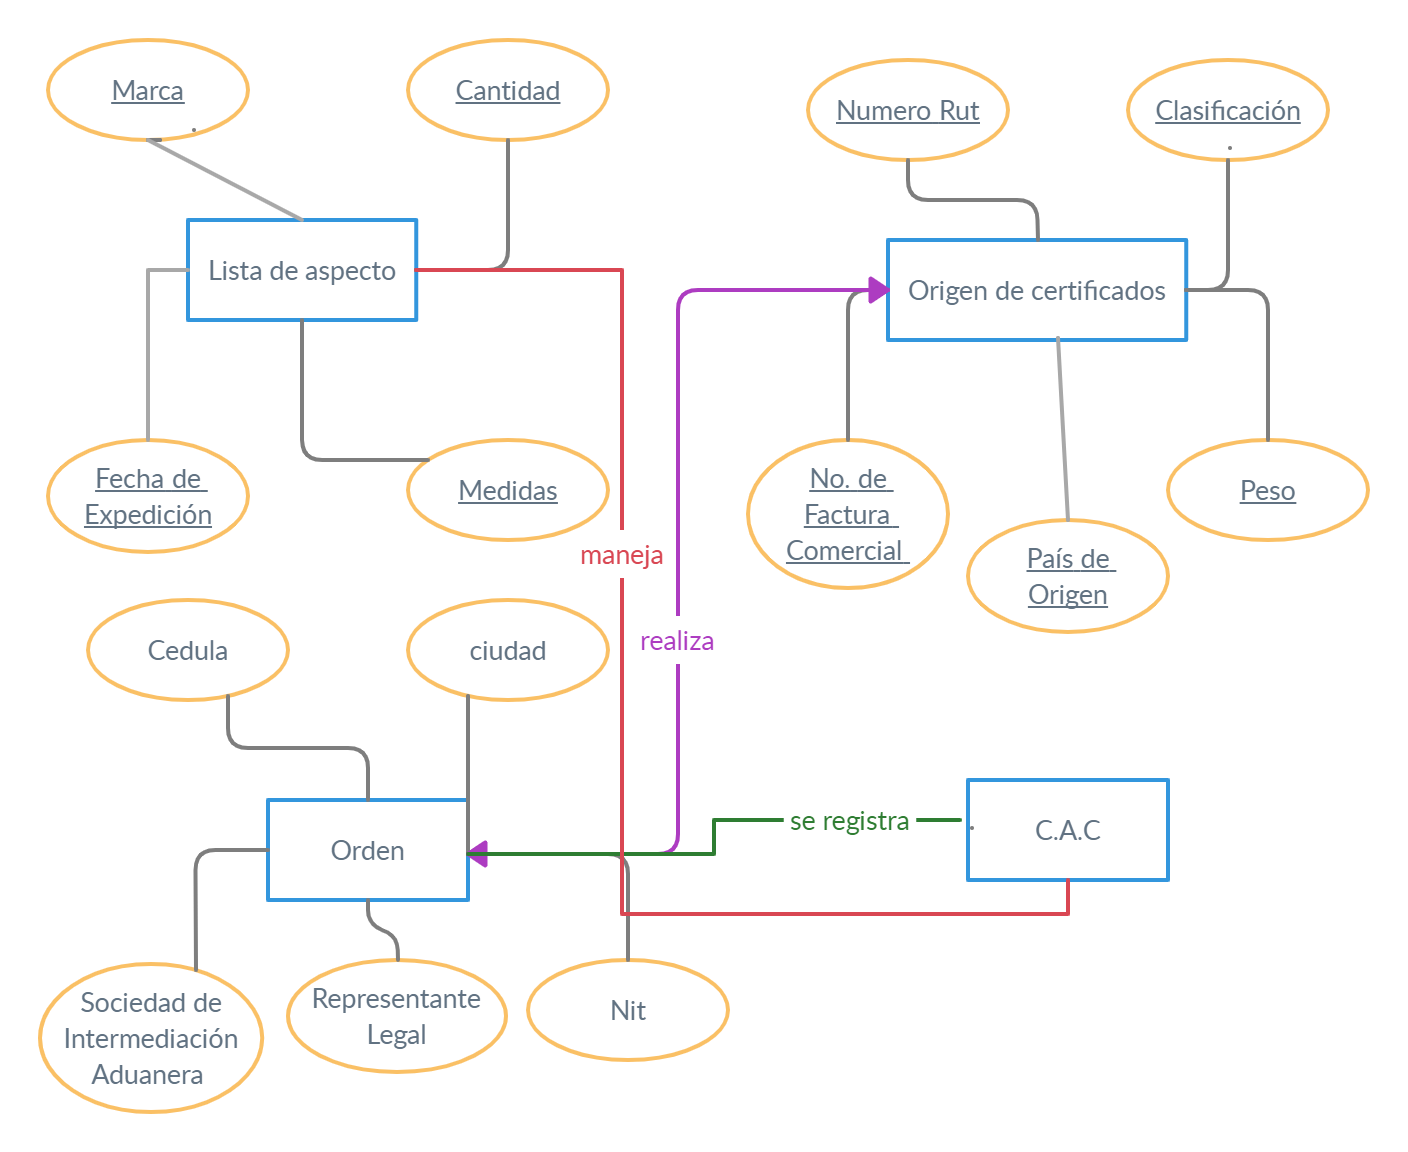 Marca
Cantidad
Numero Rut
Clasificación
Lista de aspecto
Origen de certificados
Fecha de
Expedición
Medidas
No. de
Factura
Comercial
Peso
País de
Origen
maneja
realiza
Cedula
ciudad
se registra
C.A.C
Orden
Sociedad de
Intermediación
Aduanera
Representante
Legal
Nit